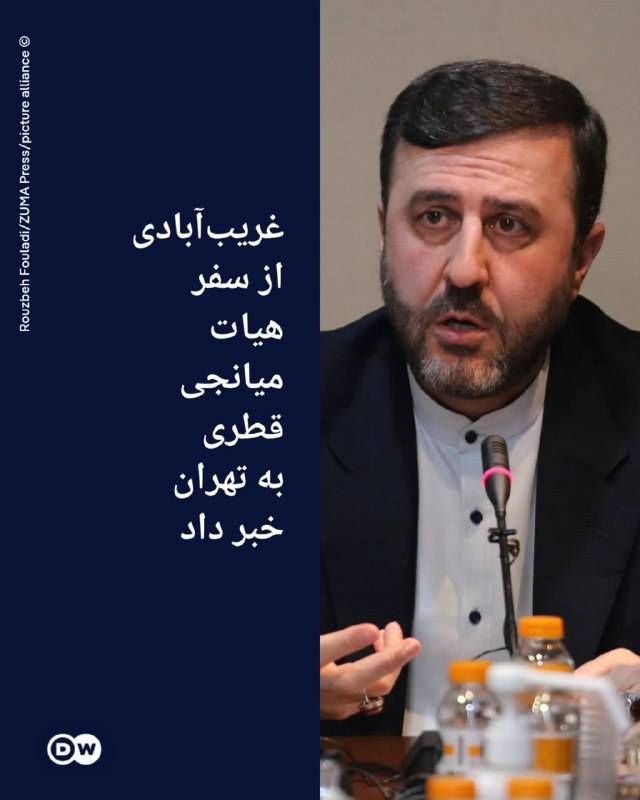 Rouzbeh Fouladi/ZUMA Press/picture alliance ©
غریب‌آبادی
از سفر
هیات
میانجی
قطری
به تهران
خبر داد
DW